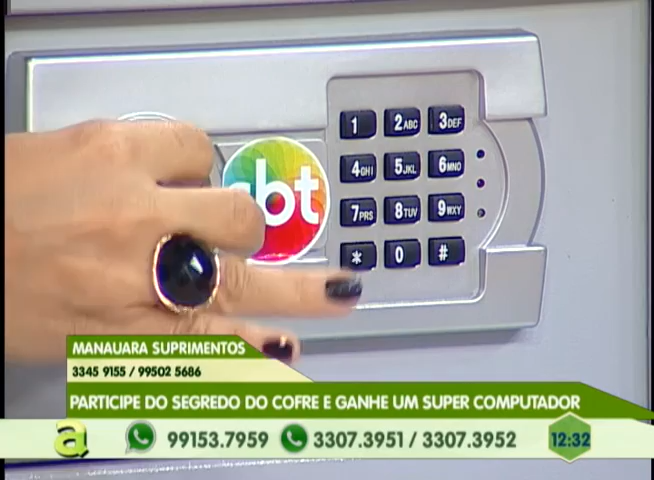 1 2ABC 3DEF
4GHI 5JKL 6MNO
sbt
7PRS 8TUV 9WXY
* 0 #
MANAUARA SUPRIMENTOS
3345 9155 / 99502 5686
PARTICIPE DO SEGREDO DO COFRE E GANHE UM SUPER COMPUTADOR
a 99153.7959 3307.3951 / 3307.3952 12:32